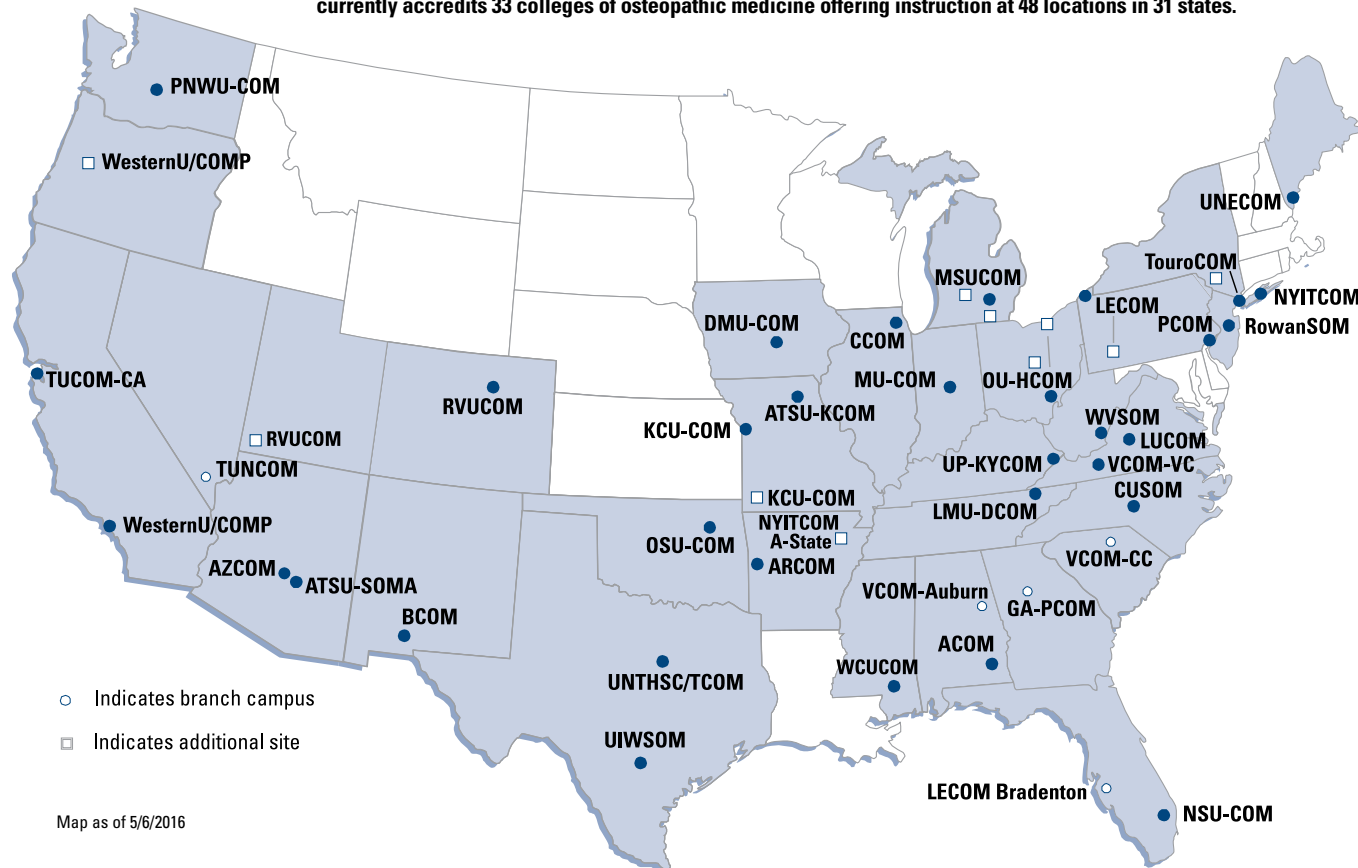 currently accredits 33 colleges of osteopathic medicine offering instruction at 48 locations in 31 states.
PNWU-COM
WesternU/COMP
UNECOM
TouroCOM
MSUCOM
LECOM
NYITCOM
PCOM
RowanSOM
DMU-COM
CCOM
TUCOM-CA
RVUCOM
MU-COM
OU-HCOM
ATSU-KCOM
WVSOM
KCU-COM
LUCOM
RVUCOM
UP-KYCOM
VCOM-VC
TUNCOM
CUSOM
KCU-COM
LMU-DCOM
WesternU/COMP
NYITCOM
A-State
OSU-COM
VCOM-CC
ARCOM
AZCOM
ATSU-SOMA
VCOM-Auburn
GA-PCOM
BCOM
ACOM
WCUCOM
UNTHSC/TCOM
Indicates branch campus
Indicates additional site
UIWSOM
LECOM Bradenton
NSU-COM
Map as of 5/6/2016